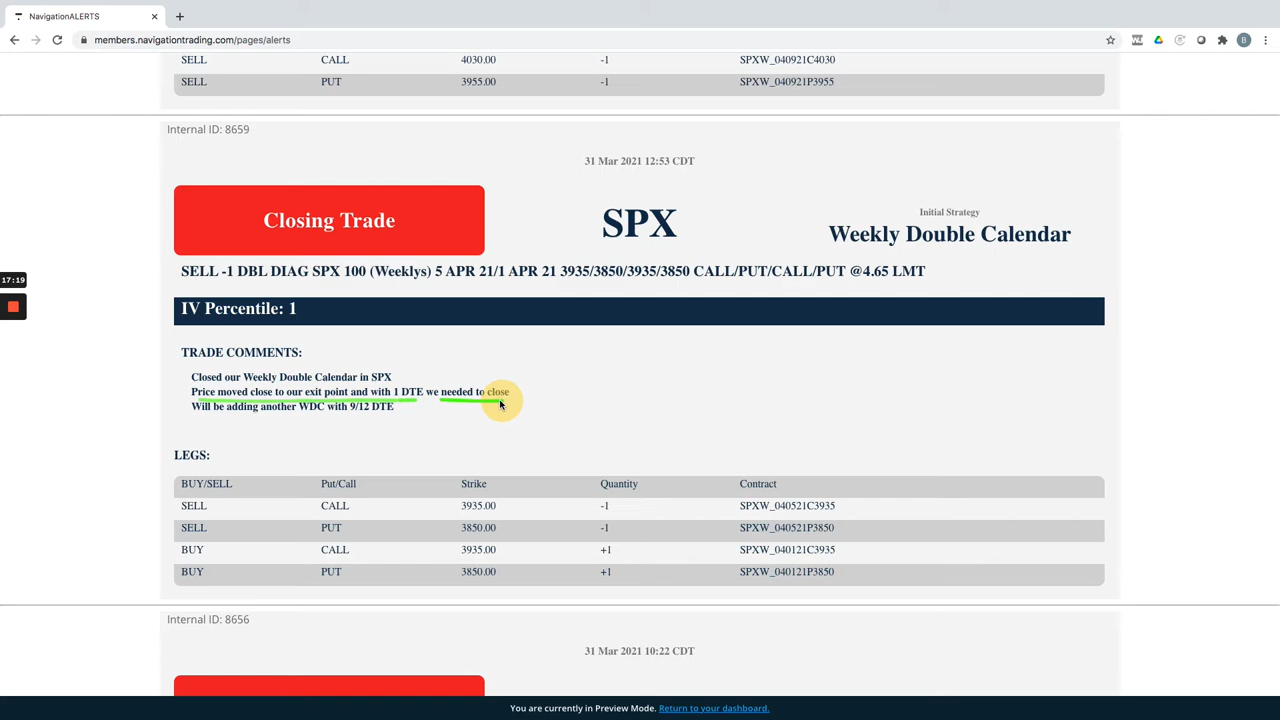 NavigationALERTS
members.navigationtrading.com/pages/alerts
SELL CALL 4030.00 -1 SPXW_040921C4030
SELL PUT 3955.00 -1 SPXW_040921P3955
Internal ID: 8659
31 Mar 2021 12:53 CDT
Closing Trade
SPX
Initial Strategy
Weekly Double Calendar
SELL -1 DBL DIAG SPX 100 (Weeklys) 5 APR 21/1 APR 21 3935/3850/3935/3850 CALL/PUT/CALL/PUT @4.65 LMT
17:19
IV Percentile: 1
TRADE COMMENTS:
Closed our Weekly Double Calendar in SPX
Price moved close to our exit point and with 1 DTE we needed to close
Will be adding another WDC with 9/12 DTE
LEGS:
BUY/SELL Put/Call Strike Quantity Contract
SELL CALL 3935.00 -1 SPXW_040521C3935
SELL PUT 3850.00 -1 SPXW_040521P3850
BUY CALL 3935.00 +1 SPXW_040121C3935
BUY PUT 3850.00 +1 SPXW_040121P3850
Internal ID: 8656
31 Mar 2021 10:22 CDT
You are currently in Preview Mode. Return to your dashboard.
B